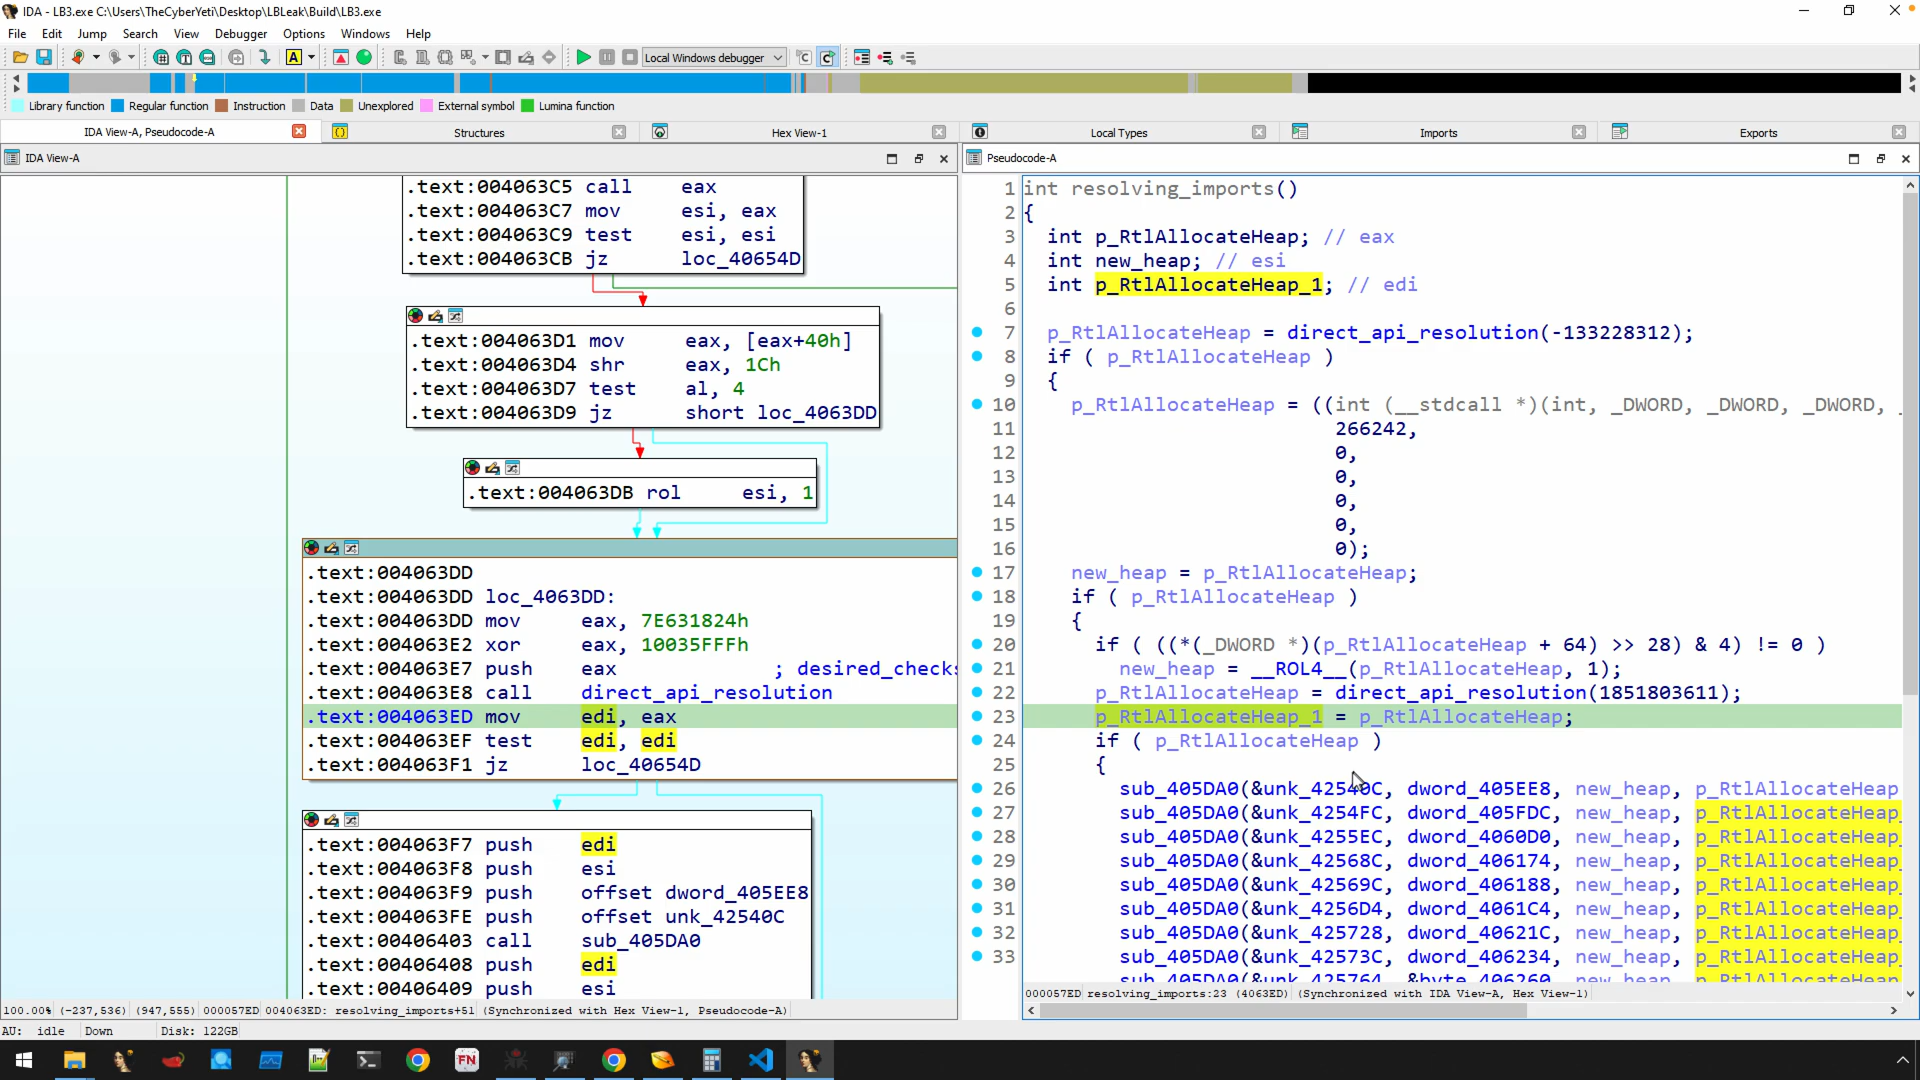 IDA - LB3.exe C:\Users\TheCyberYeti\Desktop\LBLeak\Build\LB3.exe
File Edit Jump Search View Debugger Options Windows Help
Local Windows debugger
Library function Regular function Instruction Data Unexplored External symbol Lumina function
IDA View-A, Pseudocode-A Structures Hex View-1 Local Types Imports Exports
IDA View-A
.text:004063C5 call eax
.text:004063C7 mov esi, eax
.text:004063C9 test esi, esi
.text:004063CB jz loc_40654D
.text:004063D1 mov eax, [eax+40h]
.text:004063D4 shr eax, 1Ch
.text:004063D7 test al, 4
.text:004063D9 jz short loc_4063DD
.text:004063DB rol esi, 1
.text:004063DD
.text:004063DD loc_4063DD:
.text:004063DD mov eax, 7E631824h
.text:004063E2 xor eax, 10035FFFh
.text:004063E7 push eax ; desired_checks
.text:004063E8 call direct_api_resolution
.text:004063ED mov edi, eax
.text:004063EF test edi, edi
.text:004063F1 jz loc_40654D
.text:004063F7 push edi
.text:004063F8 push esi
.text:004063F9 push offset dword_405EE8
.text:004063FE push offset unk_42540C
.text:00406403 call sub_405DA0
.text:00406408 push edi
.text:00406409 push esi
100.00% (-237,536) (947,555) 000057ED 004063ED: resolving_imports+51 (Synchronized with Hex View-1, Pseudocode-A)
Pseudocode-A
1 int resolving_imports()
2 {
3 int p_RtlAllocateHeap; // eax
4 int new_heap; // esi
5 int p_RtlAllocateHeap_1; // edi
6
7 p_RtlAllocateHeap = direct_api_resolution(-133228312);
8 if ( p_RtlAllocateHeap )
9 {
10 p_RtlAllocateHeap = ((int (__stdcall *)(int, _DWORD, _DWORD, _DWORD, _
11 266242,
12 0,
13 0,
14 0,
15 0,
16 0);
17 new_heap = p_RtlAllocateHeap;
18 if ( p_RtlAllocateHeap )
19 {
20 if ( ((*(_DWORD *)(p_RtlAllocateHeap + 64) >> 28) & 4) != 0 )
21 new_heap = __ROL4__(p_RtlAllocateHeap, 1);
22 p_RtlAllocateHeap = direct_api_resolution(1851803611);
23 p_RtlAllocateHeap_1 = p_RtlAllocateHeap;
24 if ( p_RtlAllocateHeap )
25 {
26 sub_405DA0(&unk_42540C, dword_405EE8, new_heap, p_RtlAllocateHeap
27 sub_405DA0(&unk_4254FC, dword_405FDC, new_heap, p_RtlAllocateHeap_
28 sub_405DA0(&unk_4255EC, dword_4060D0, new_heap, p_RtlAllocateHeap_
29 sub_405DA0(&unk_42568C, dword_406174, new_heap, p_RtlAllocateHeap_
30 sub_405DA0(&unk_42569C, dword_406188, new_heap, p_RtlAllocateHeap_
31 sub_405DA0(&unk_4256D4, dword_4061C4, new_heap, p_RtlAllocateHeap_
32 sub_405DA0(&unk_425728, dword_40621C, new_heap, p_RtlAllocateHeap_
33 sub_405DA0(&unk_42573C, dword_406234, new_heap, p_RtlAllocateHeap_
sub_405DA0(&unk_425764, &byte_406260, new_heap, p_RtlAllocateHeap_
000057ED resolving_imports:23 (4063ED) (Synchronized with IDA View-A, Hex View-1)
AU: idle Down Disk: 122GB
FN